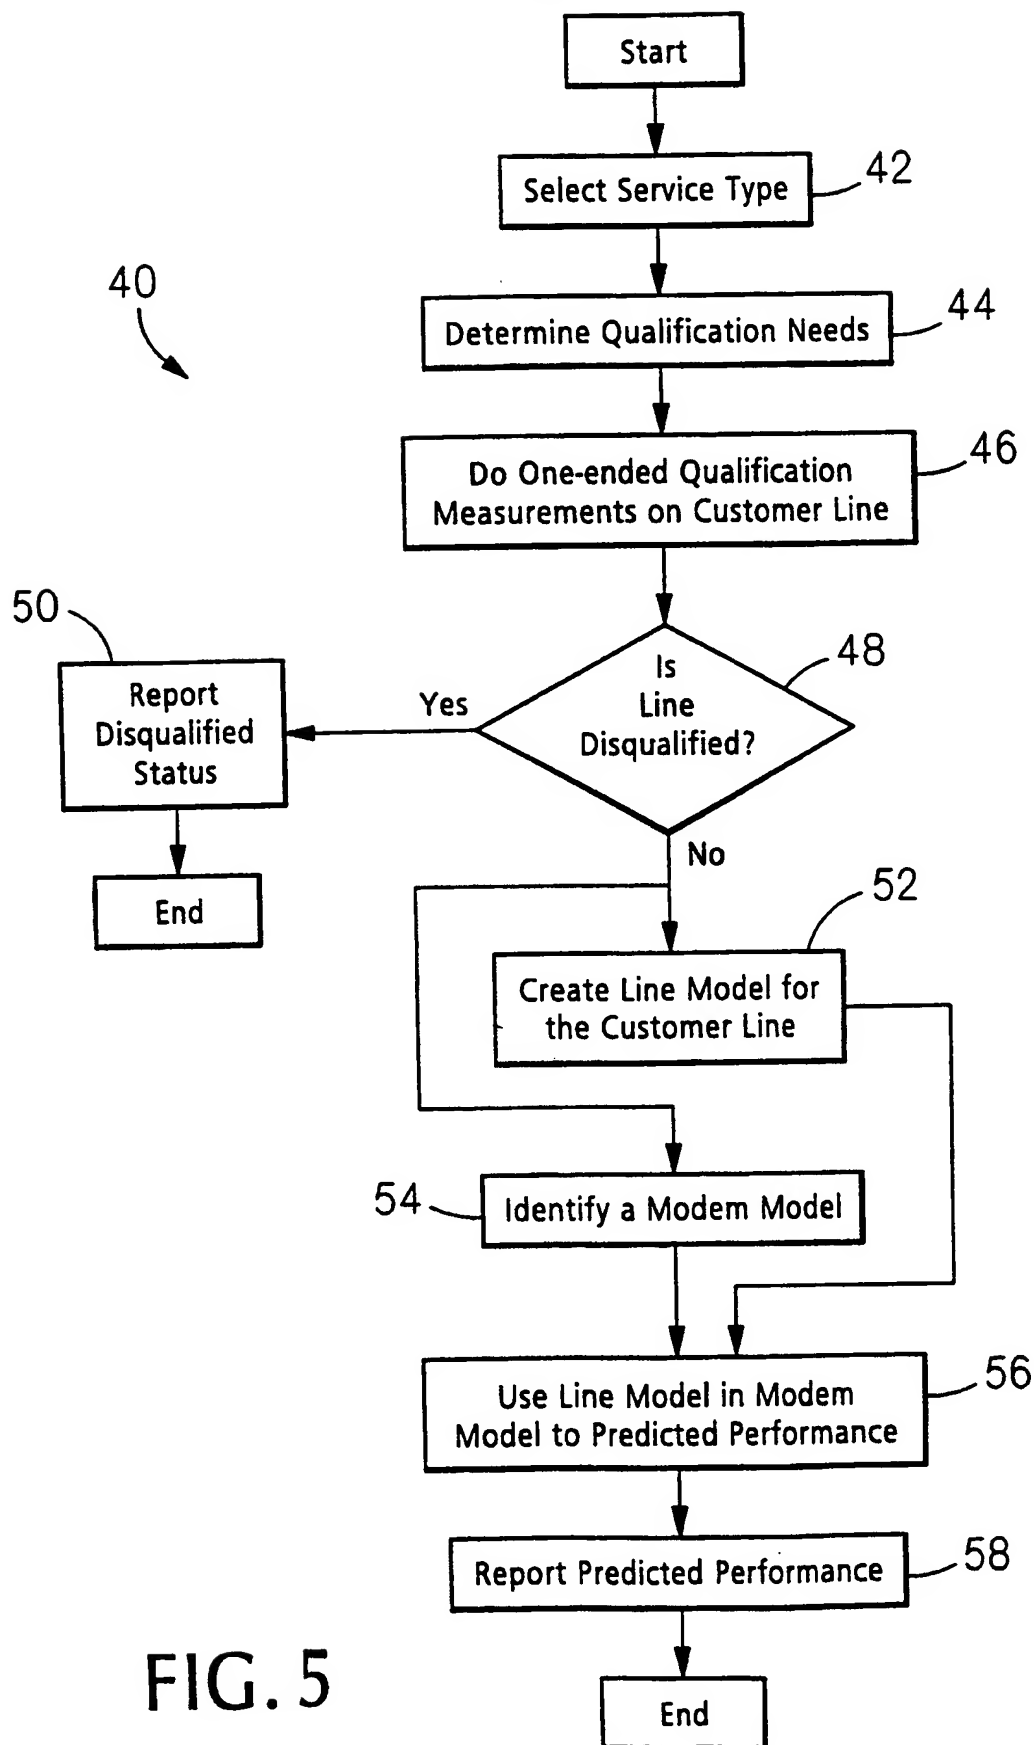 Start
Select Service Type
42
40
Determine Qualification Needs
44
Do One-ended Qualification
Measurements on Customer Line
46
50
Report
Disqualified
Status
Yes
Is
Line
Disqualified?
48
No
End
52
Create Line Model for
the Customer Line
54
Identify a Modem Model
Use Line Model in Modem
Model to Predicted Performance
56
Report Predicted Performance
58
End
FIG. 5